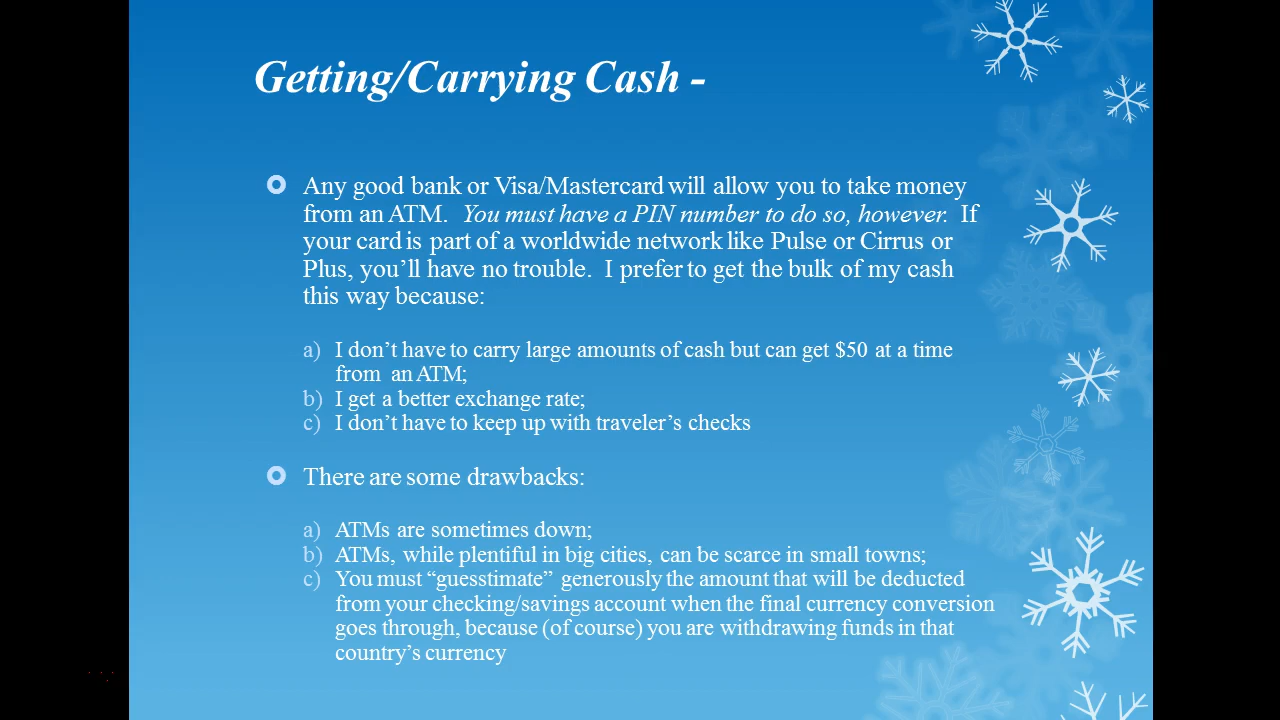 Getting/Carrying Cash -
Any good bank or Visa/Mastercard will allow you to take money
from an ATM.  You must have a PIN number to do so, however.  If
your card is part of a worldwide network like Pulse or Cirrus or
Plus, you’ll have no trouble.  I prefer to get the bulk of my cash
this way because:
a) I don’t have to carry large amounts of cash but can get $50 at a time
from  an ATM;
b) I get a better exchange rate;
c) I don’t have to keep up with traveler’s checks
There are some drawbacks:
a) ATMs are sometimes down;
b) ATMs, while plentiful in big cities, can be scarce in small towns;
c) You must “guesstimate” generously the amount that will be deducted
from your checking/savings account when the final currency conversion
goes through, because (of course) you are withdrawing funds in that
country’s currency